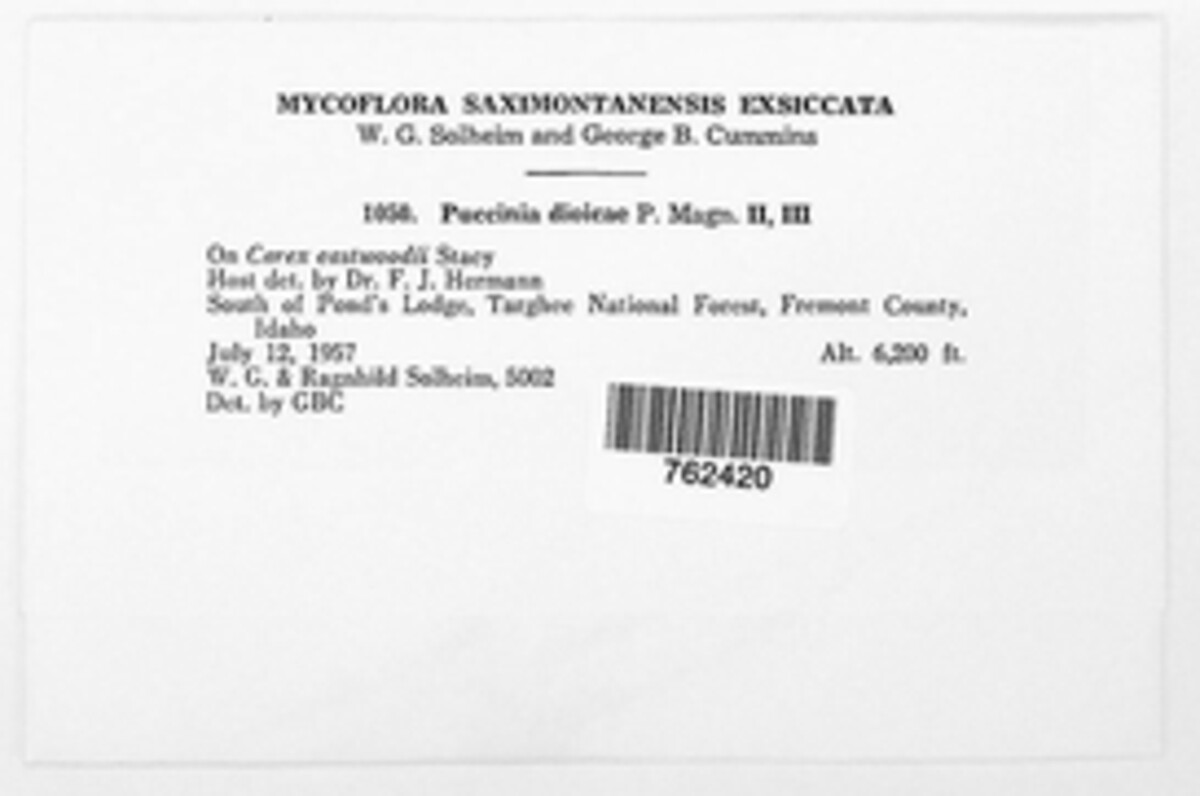 MYCOFLORA SAXIMONTANENSIS EXSICCATA
W. G. Solheim and George B. Cummins
1050. Puccinia dioicae P. Magn. II, III
On Carex eastwoodii Stacy
Host det. by Dr. F. J. Hermann
South of Pond's Lodge, Targhee National Forest, Fremont County,
Idaho
July 12, 1957 Alt. 6,200 ft.
W. G. & Ragnhild Solheim, 5002
Det. by GBC
762420